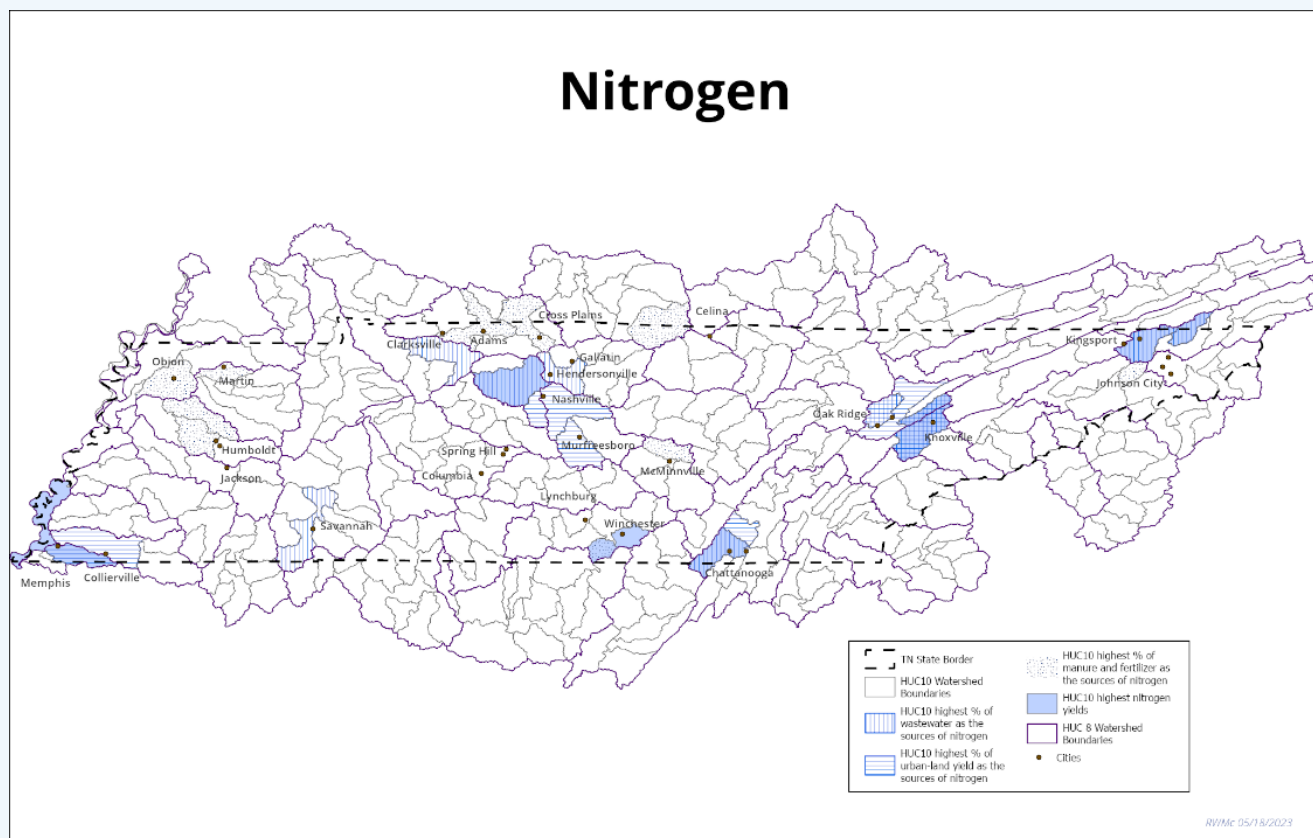 Nitrogen
Celina
Cross Plains
Clarksville
Adams
Kingsport
Obion
Gallatin
Martin
Hendersonville
Johnson City
Nashville
Oak Ridge
Knoxville
Murfreesboro
Humboldt
Spring Hill
McMinnville
Jackson
Columbia
Lynchburg
Savannah
Winchester
Chattanooga
Memphis
Collierville
TN State Border
HUC10 Watershed
Boundaries
HUC10 highest % of
wastewater as the
sources of nitrogen
HUC10 highest % of
urban-land yield as the
sources of nitrogen
HUC10 highest % of
manure and fertilizer as
the sources of nitrogen
HUC10 highest nitrogen
yields
HUC 8 Watershed
Boundaries
Cities
RVIMc 05/18/2023